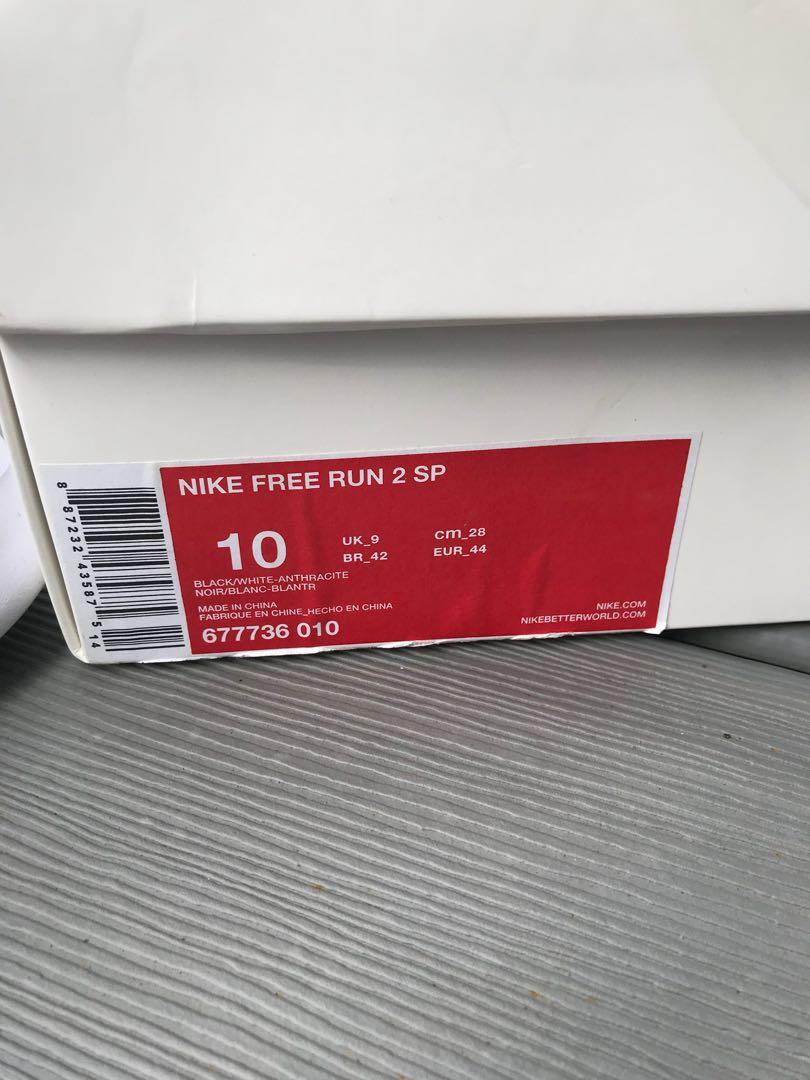 NIKE FREE RUN 2 SP
10
UK_9 cm_28
BR_42 EUR_44
BLACK/WHITE-ANTHRACITE
NOIR/BLANC-BLANTR
MADE IN CHINA
FABRIQUE EN CHINE_HECHO EN CHINA
677736 010
NIKE.COM
NIKEBETTERWORLD.COM
8 87232 43587 5 14